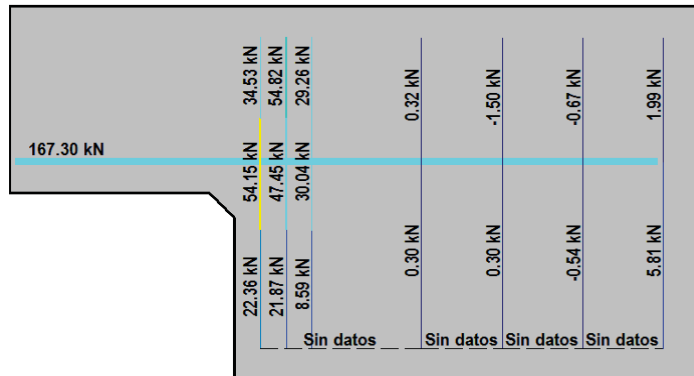 34.53 kN
54.82 kN
29.26 kN
0.32 kN
-1.50 kN
-0.67 kN
1.99 kN
167.30 kN
54.15 kN
47.45 kN
30.04 kN
22.36 kN
21.87 kN
8.59 kN
0.30 kN
0.30 kN
-0.54 kN
5.81 kN
Sin datos
Sin datos
Sin datos
Sin datos